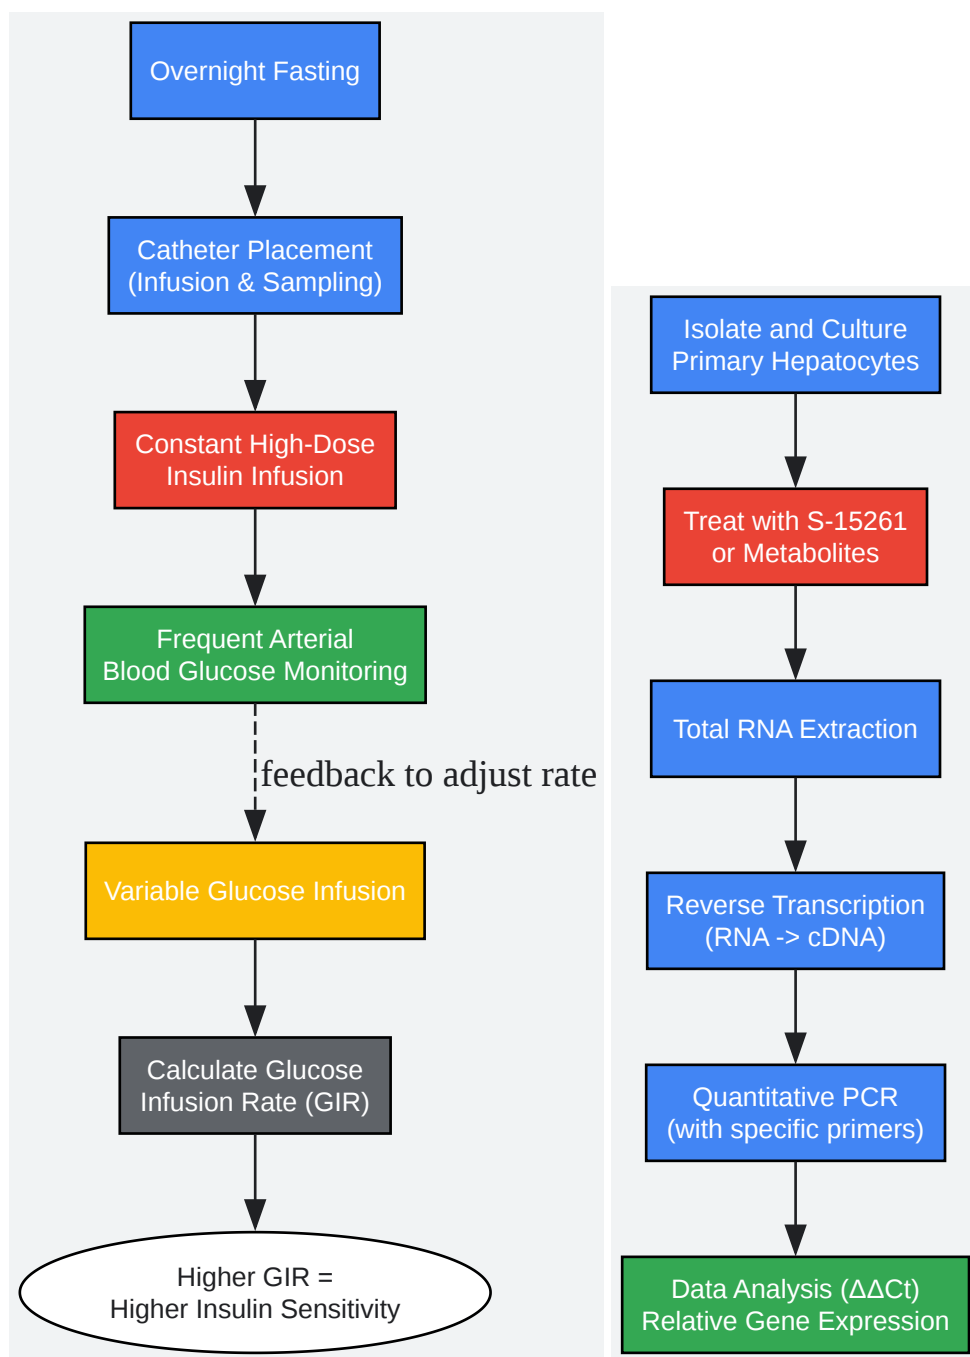 Overnight Fasting
Catheter Placement
(Infusion & Sampling)
Constant High-Dose
Insulin Infusion
Frequent Arterial
Blood Glucose Monitoring
feedback to adjust rate
Variable Glucose Infusion
Calculate Glucose
Infusion Rate (GIR)
Higher GIR =
Higher Insulin Sensitivity
Isolate and Culture
Primary Hepatocytes
Treat with S-15261
or Metabolites
Total RNA Extraction
Reverse Transcription
(RNA -> cDNA)
Quantitative PCR
(with specific primers)
Data Analysis (ΔΔCt)
Relative Gene Expression